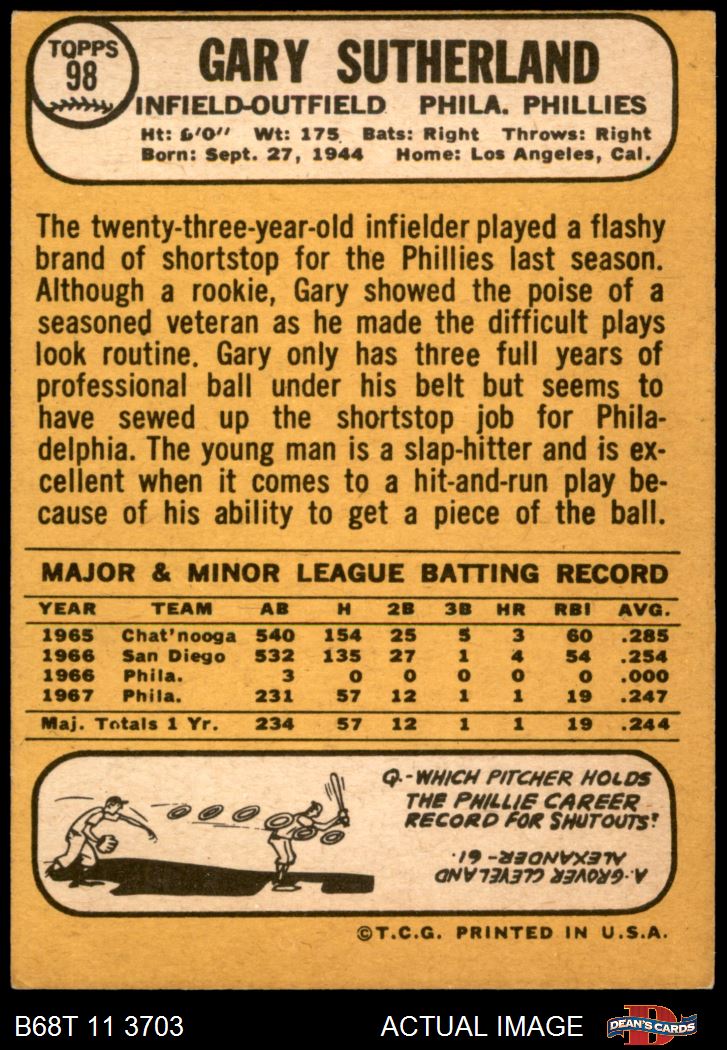 TOPPS
98
GARY SUTHERLAND
INFIELD-OUTFIELD PHILA. PHILLIES
Ht: 6'0" Wt: 175 Bats: Right Throws: Right
Born: Sept. 27, 1944 Home: Los Angeles, Cal.
The twenty-three-year-old infielder played a flashy
brand of shortstop for the Phillies last season.
Although a rookie, Gary showed the poise of a
seasoned veteran as he made the difficult plays
look routine. Gary only has three full years of
professional ball under his belt but seems to
have sewed up the shortstop job for Phila-
delphia. The young man is a slap-hitter and is ex-
cellent when it comes to a hit-and-run play be-
cause of his ability to get a piece of the ball.
MAJOR & MINOR LEAGUE BATTING RECORD
YEAR TEAM AB H 2B 3B HR RBI AVG.
1965 Chat'nooga 540 154 25 5 3 60 .285
1966 San Diego 532 135 27 1 4 54 .254
1966 Phila. 3 0 0 0 0 0 .000
1967 Phila. 231 57 12 1 1 19 .247
Maj. Totals 1 Yr. 234 57 12 1 1 19 .244
Q.-WHICH PITCHER HOLDS
THE PHILLIE CAREER
RECORD FOR SHUTOUTS?
A.-GROVER CLEVELAND
ALEXANDER-61.
©T.C.G. PRINTED IN U.S.A.
B68T 11 3703 ACTUAL IMAGE
D
DEAN'S CARDS